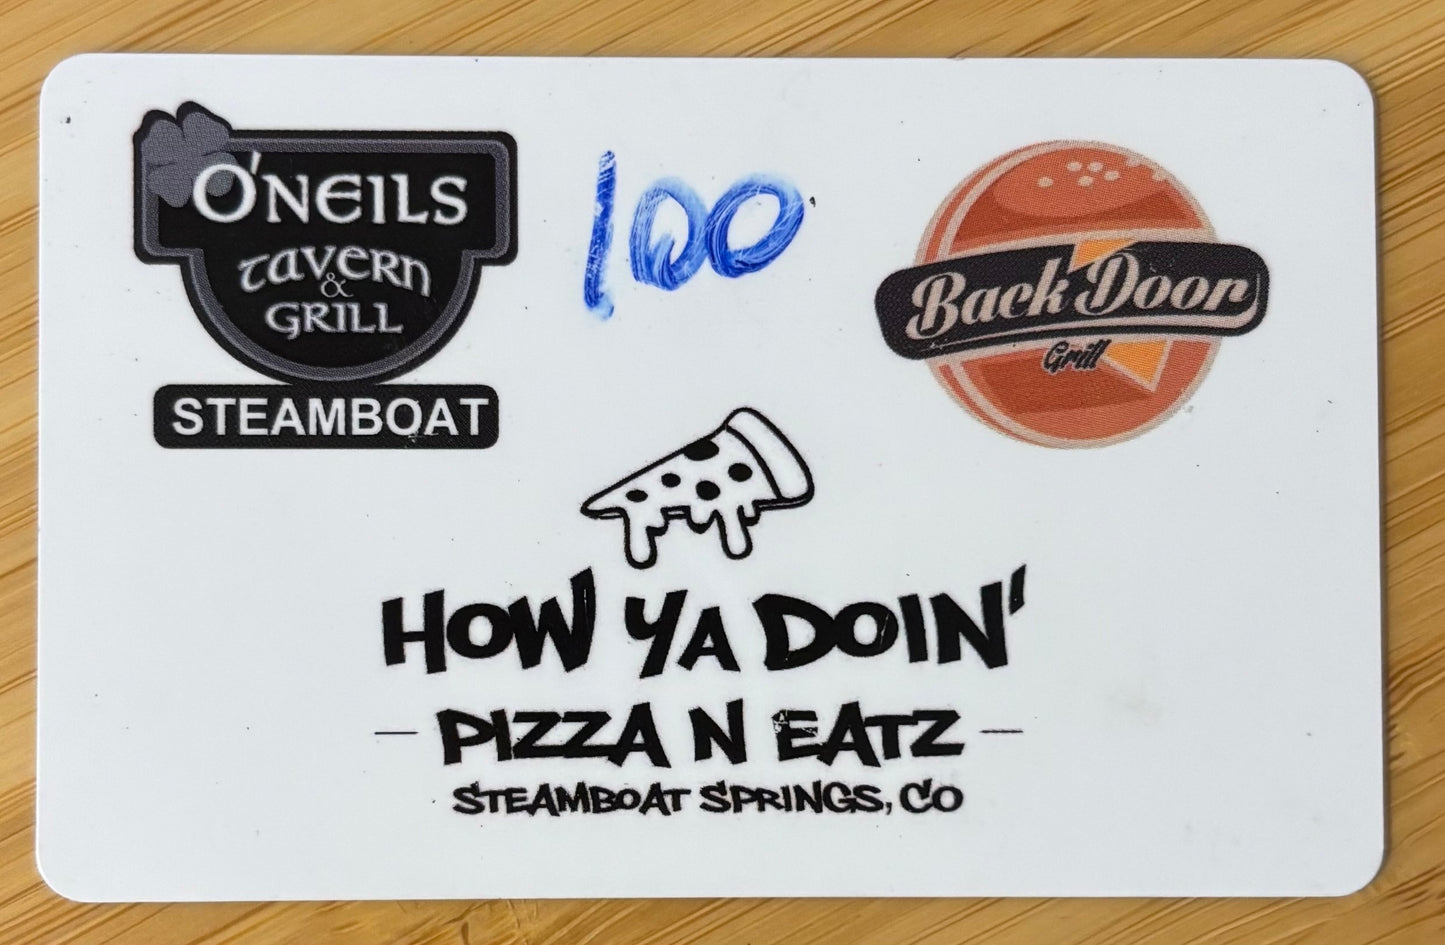 O'NEILS
TAVERN
&
GRILL
STEAMBOAT
100
Back Door
Grill
HOW YA DOIN'
PIZZA N EATZ
STEAMBOAT SPRINGS, CO